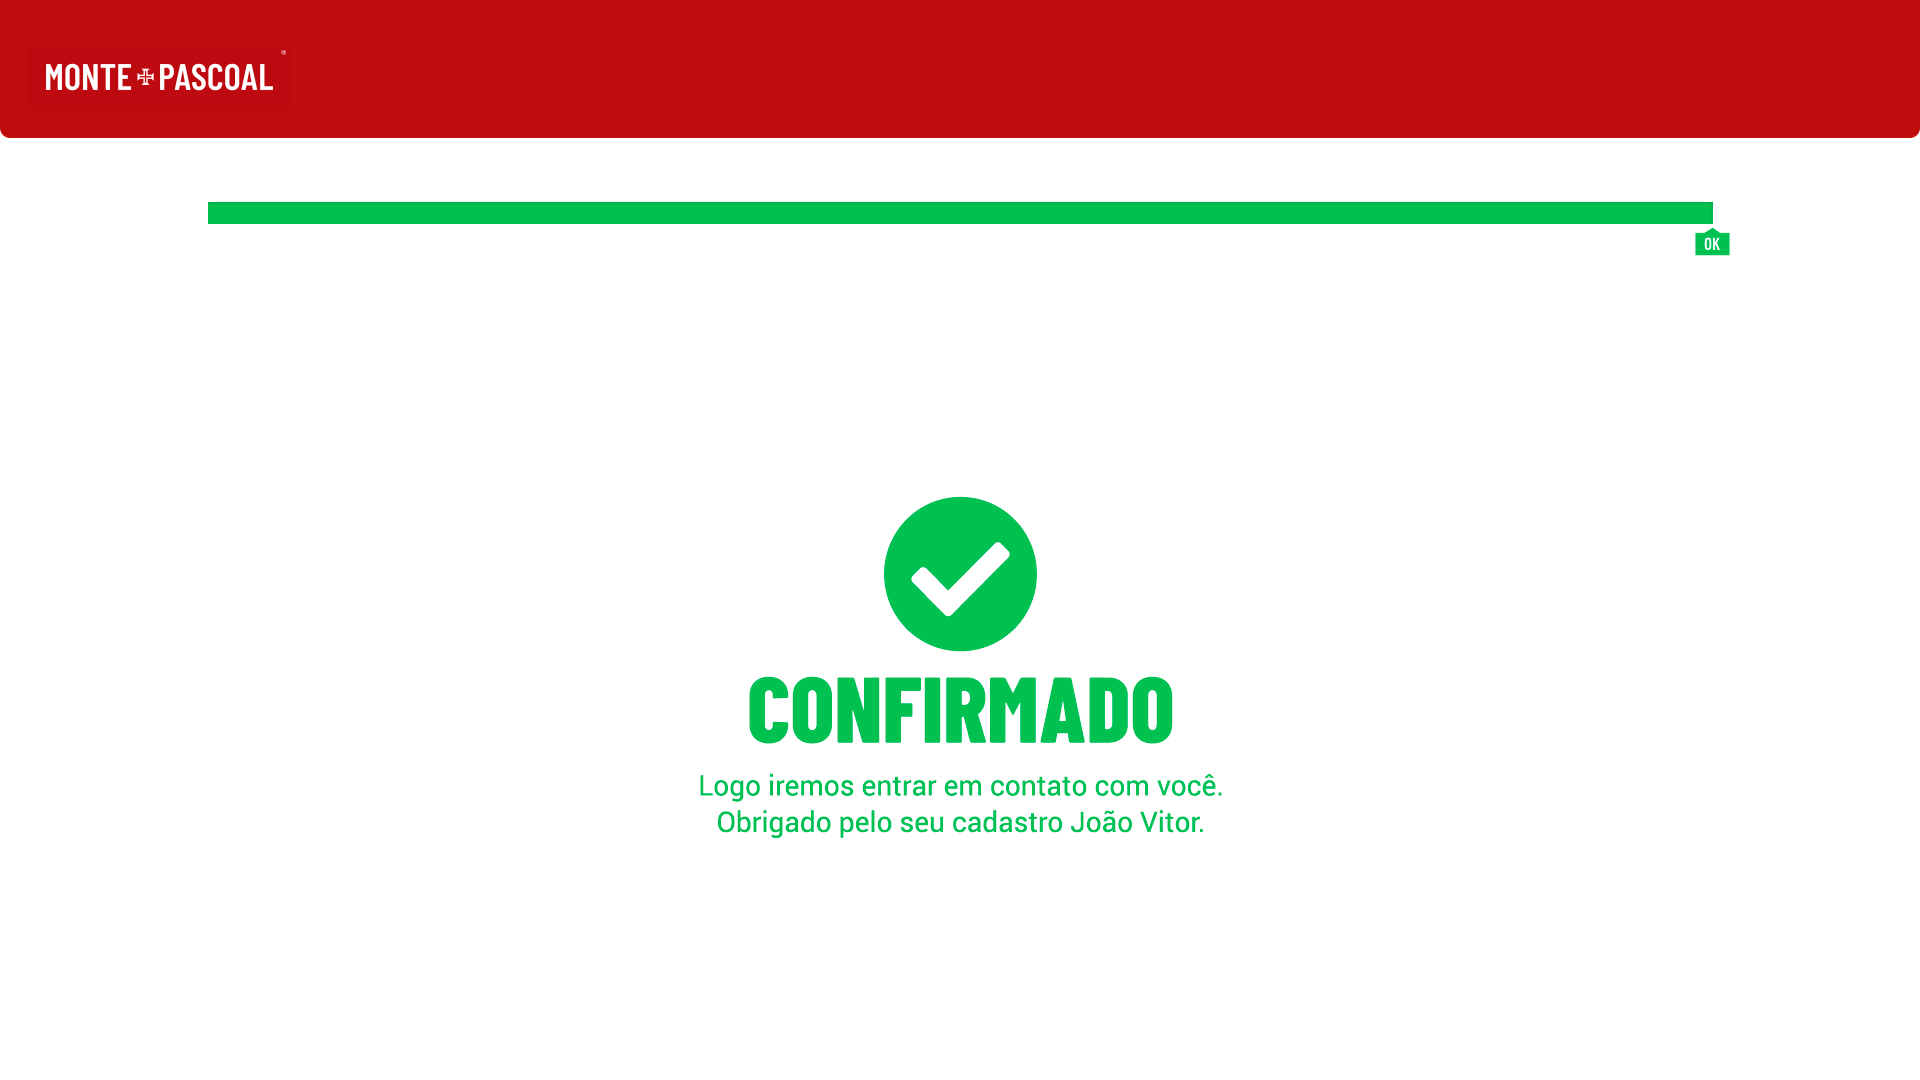 MONTE PASCOAL
®
OK
CONFIRMADO
Logo iremos entrar em contato com você.
Obrigado pelo seu cadastro João Vitor.